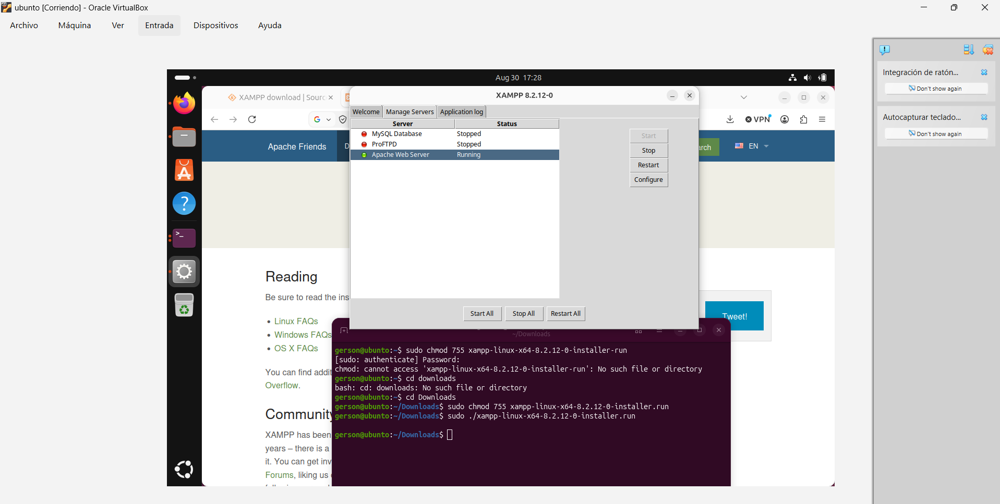 ubunto [Corriendo] - Oracle VirtualBox
Archivo Máquina Ver Entrada Dispositivos Ayuda
Integración de ratón...
Don't show again
Autocapturar teclado...
Don't show again
Aug 30 17:28
XAMPP download | Sourc
VPN
Apache Friends
D
arch
EN
XAMPP 8.2.12-0
Welcome Manage Servers Application log
Server Status
MySQL Database Stopped
ProFTPD Stopped
Apache Web Server Running
Start
Stop
Restart
Configure
Start All Stop All Restart All
Reading
Be sure to read the ins
Linux FAQs
Windows FAQs
OS X FAQs
You can find addit
Overflow.
Tweet!
Community
XAMPP has been
years – there is a
it. You can get inv
Forums, liking us
~/Downloads
gerson@ubunto:~$ sudo chmod 755 xampp-linux-x64-8.2.12-0-installer-run
[sudo: authenticate] Password:
chmod: cannot access 'xampp-linux-x64-8.2.12-0-installer-run': No such file or directory
gerson@ubunto:~$ cd downloads
bash: cd: downloads: No such file or directory
gerson@ubunto:~$ cd Downloads
gerson@ubunto:~/Downloads$ sudo chmod 755 xampp-linux-x64-8.2.12-0-installer.run
gerson@ubunto:~/Downloads$ sudo ./xampp-linux-x64-8.2.12-0-installer.run
gerson@ubunto:~/Downloads$